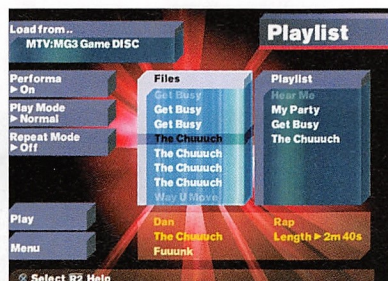 Load from..
MTV:MG3 Game DISC
Playlist
Performa
▶ On
Play Mode
▶ Normal
Repeat Mode
▶ Off
Play
Menu
Files
Get Busy
Get Busy
Get Busy
The Chuuuch
The Chuuuch
The Chuuuch
The Chuuuch
Way U Move
Playlist
Hear Me
My Party
Get Busy
The Chuuuch
Dan
The Chuuuch
Fuuunk
Rap
Length ▶ 2m 40s
Ⓧ Select R2 Help